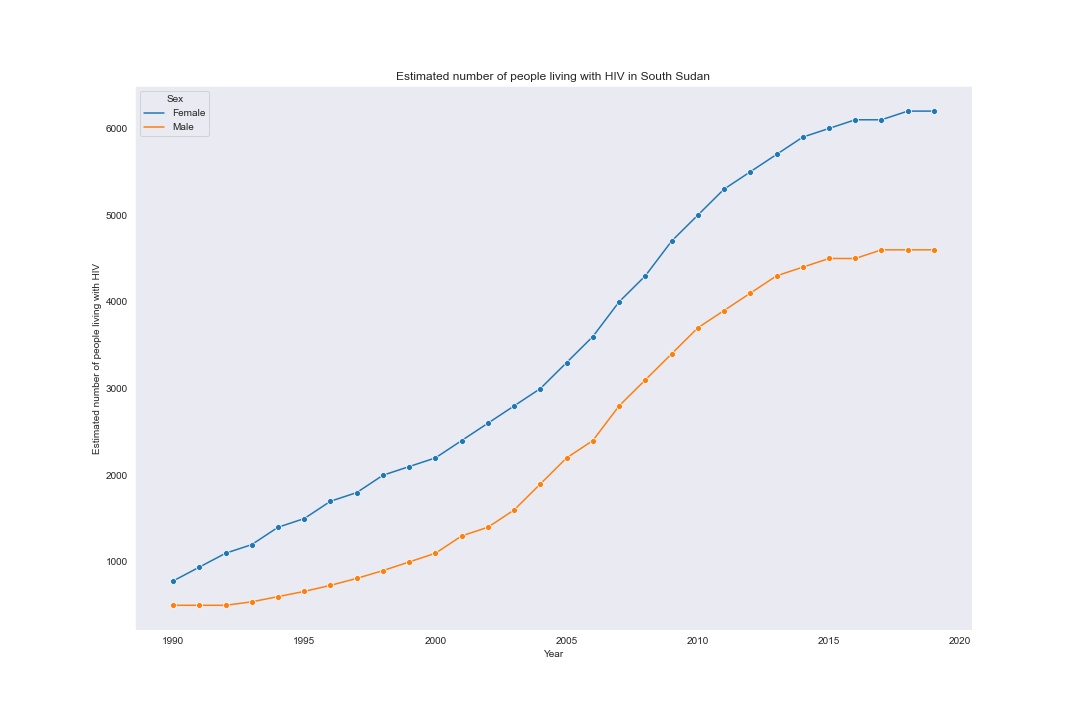 Estimated number of people living with HIV in South Sudan
Sex
Female
Male
6000
5000
4000
3000
2000
1000
Estimated number of people living with HIV
1990 1995 2000 2005 2010 2015 2020
Year